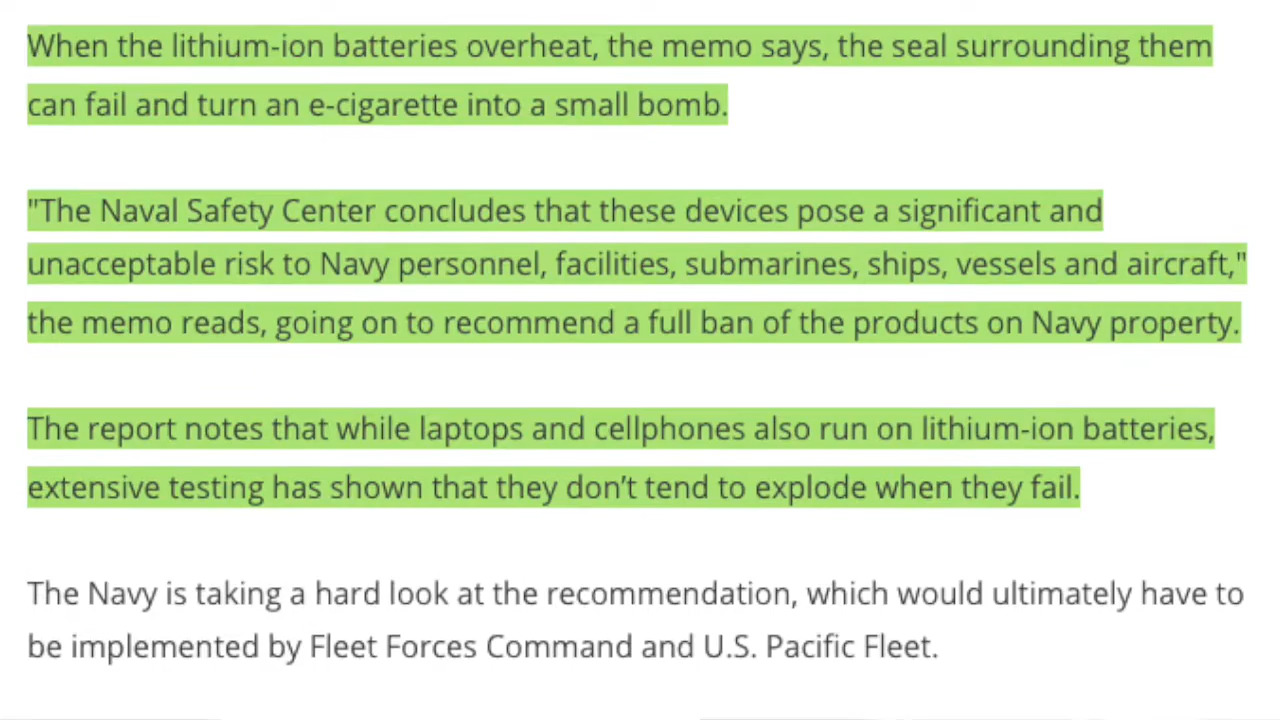 When the lithium-ion batteries overheat, the memo says, the seal surrounding them
can fail and turn an e-cigarette into a small bomb.
"The Naval Safety Center concludes that these devices pose a significant and
unacceptable risk to Navy personnel, facilities, submarines, ships, vessels and aircraft,"
the memo reads, going on to recommend a full ban of the products on Navy property.
The report notes that while laptops and cellphones also run on lithium-ion batteries,
extensive testing has shown that they don’t tend to explode when they fail.
The Navy is taking a hard look at the recommendation, which would ultimately have to
be implemented by Fleet Forces Command and U.S. Pacific Fleet.